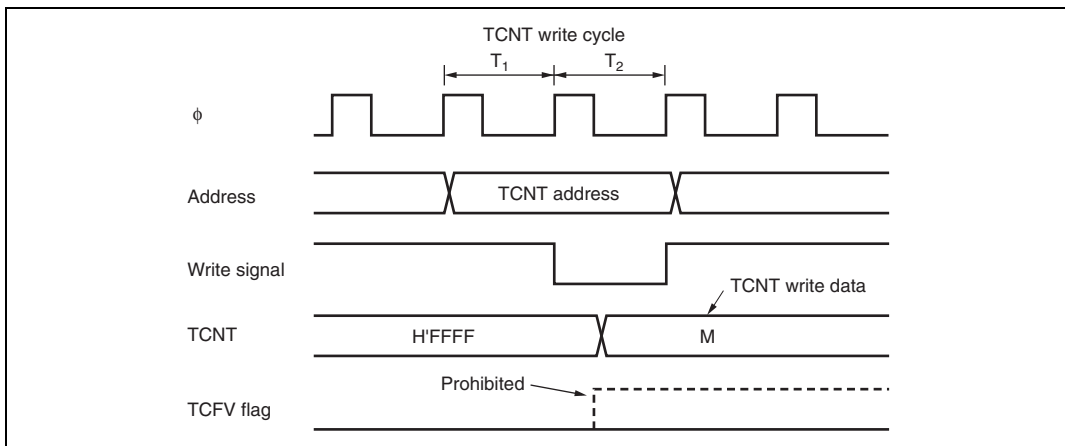 TCNT write cycle
T1 T2
ϕ
Address TCNT address
Write signal
TCNT write data
TCNT H'FFFF M
Prohibited
TCFV flag